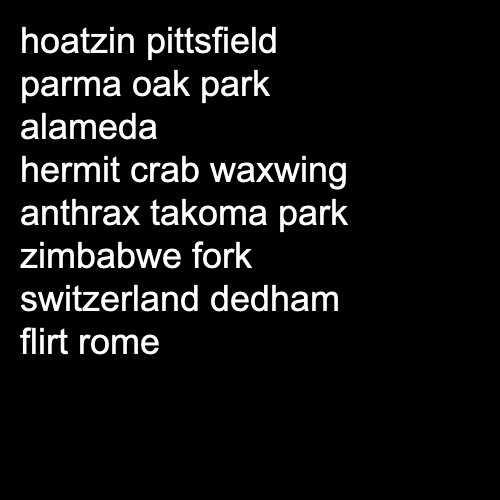 hoatzin pittsfield
parma oak park
alameda
hermit crab waxwing
anthrax takoma park
zimbabwe fork
switzerland dedham
flirt rome